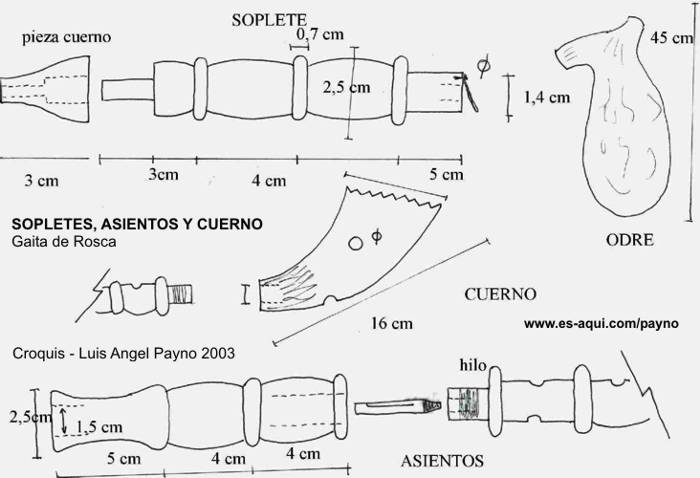 SOPLETE
pieza cuerno
0,7 cm
45 cm
ϕ
2,5 cm
1,4 cm
3 cm
3cm
4 cm
5 cm
SOPLETES, ASIENTOS Y CUERNO
Gaita de Rosca
ϕ
ODRE
CUERNO
16 cm
www.es-aqui.com/payno
Croquis - Luis Angel Payno 2003
hilo
2,5cm
1,5 cm
5 cm
4 cm
4 cm
ASIENTOS